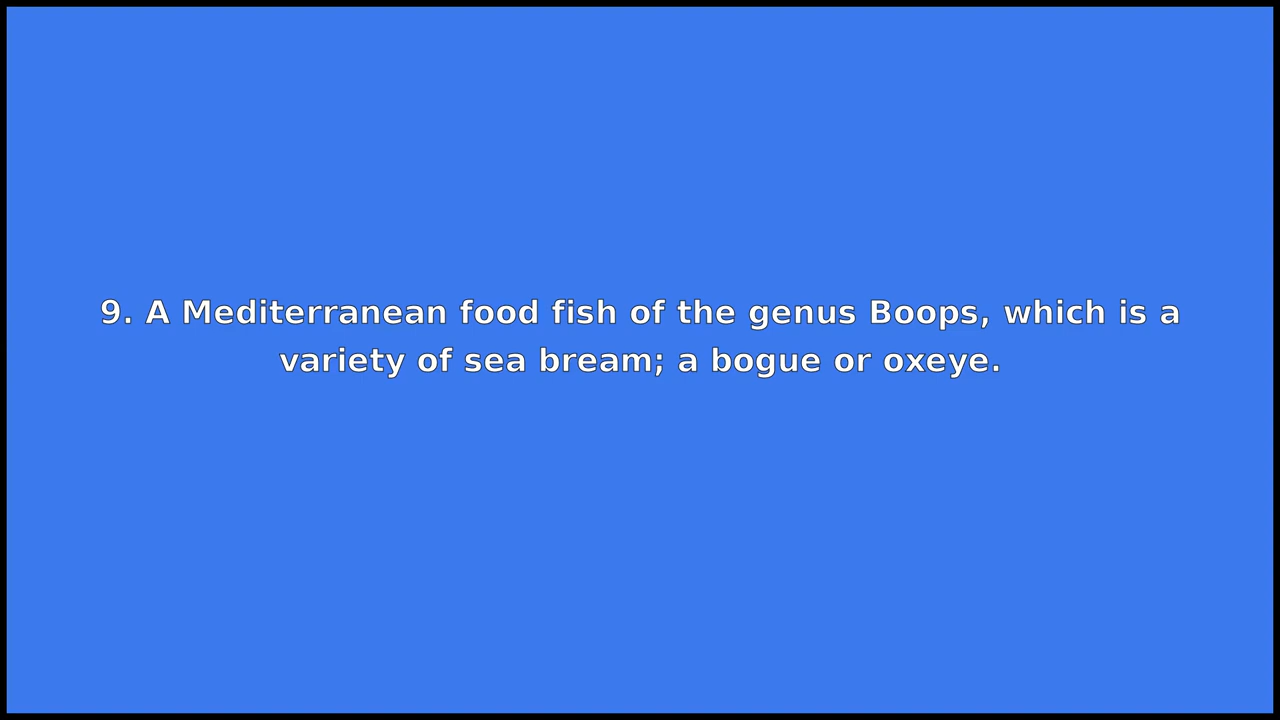 9. A Mediterranean food fish of the genus Boops, which is a
variety of sea bream; a bogue or oxeye.